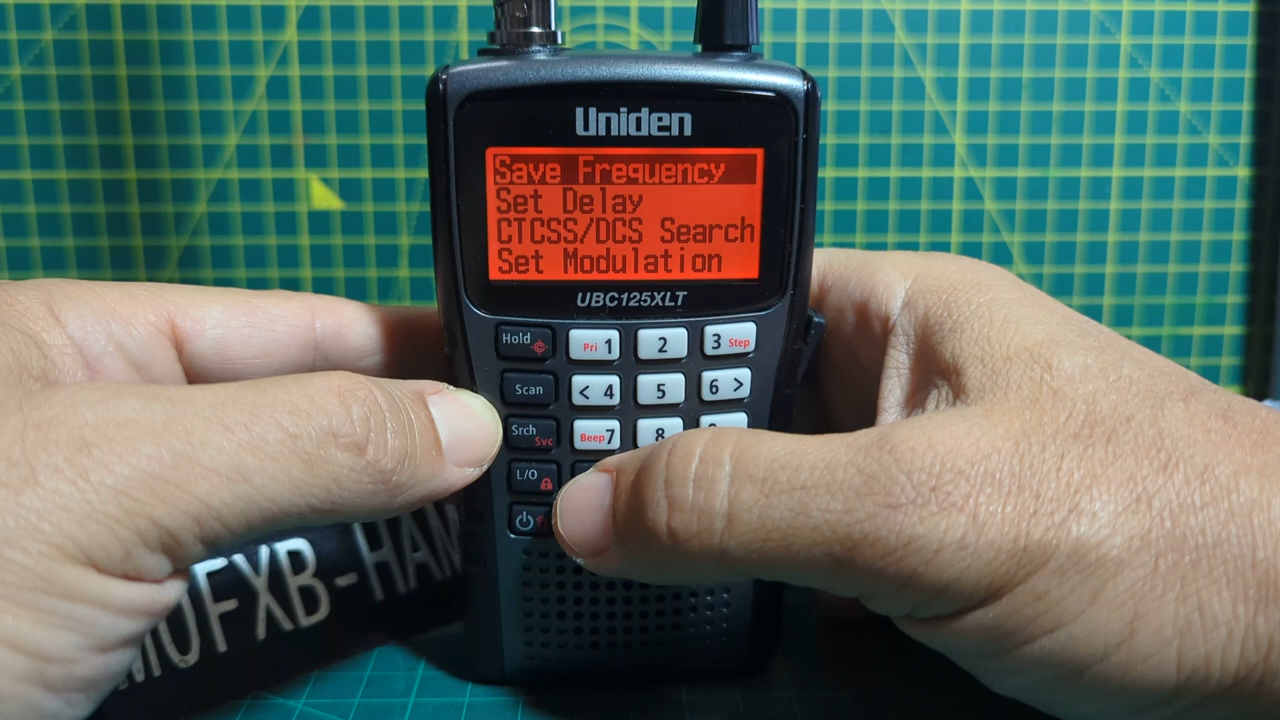 Uniden
Save Frequency
Set Delay
CTCSS/DCS Search
Set Modulation
UBC125XLT
Hold
Pri 1
2
3 Step
Scan
< 4
5
6 >
Srch Svc
Beep 7
8
L/O
M0FXB-HAM